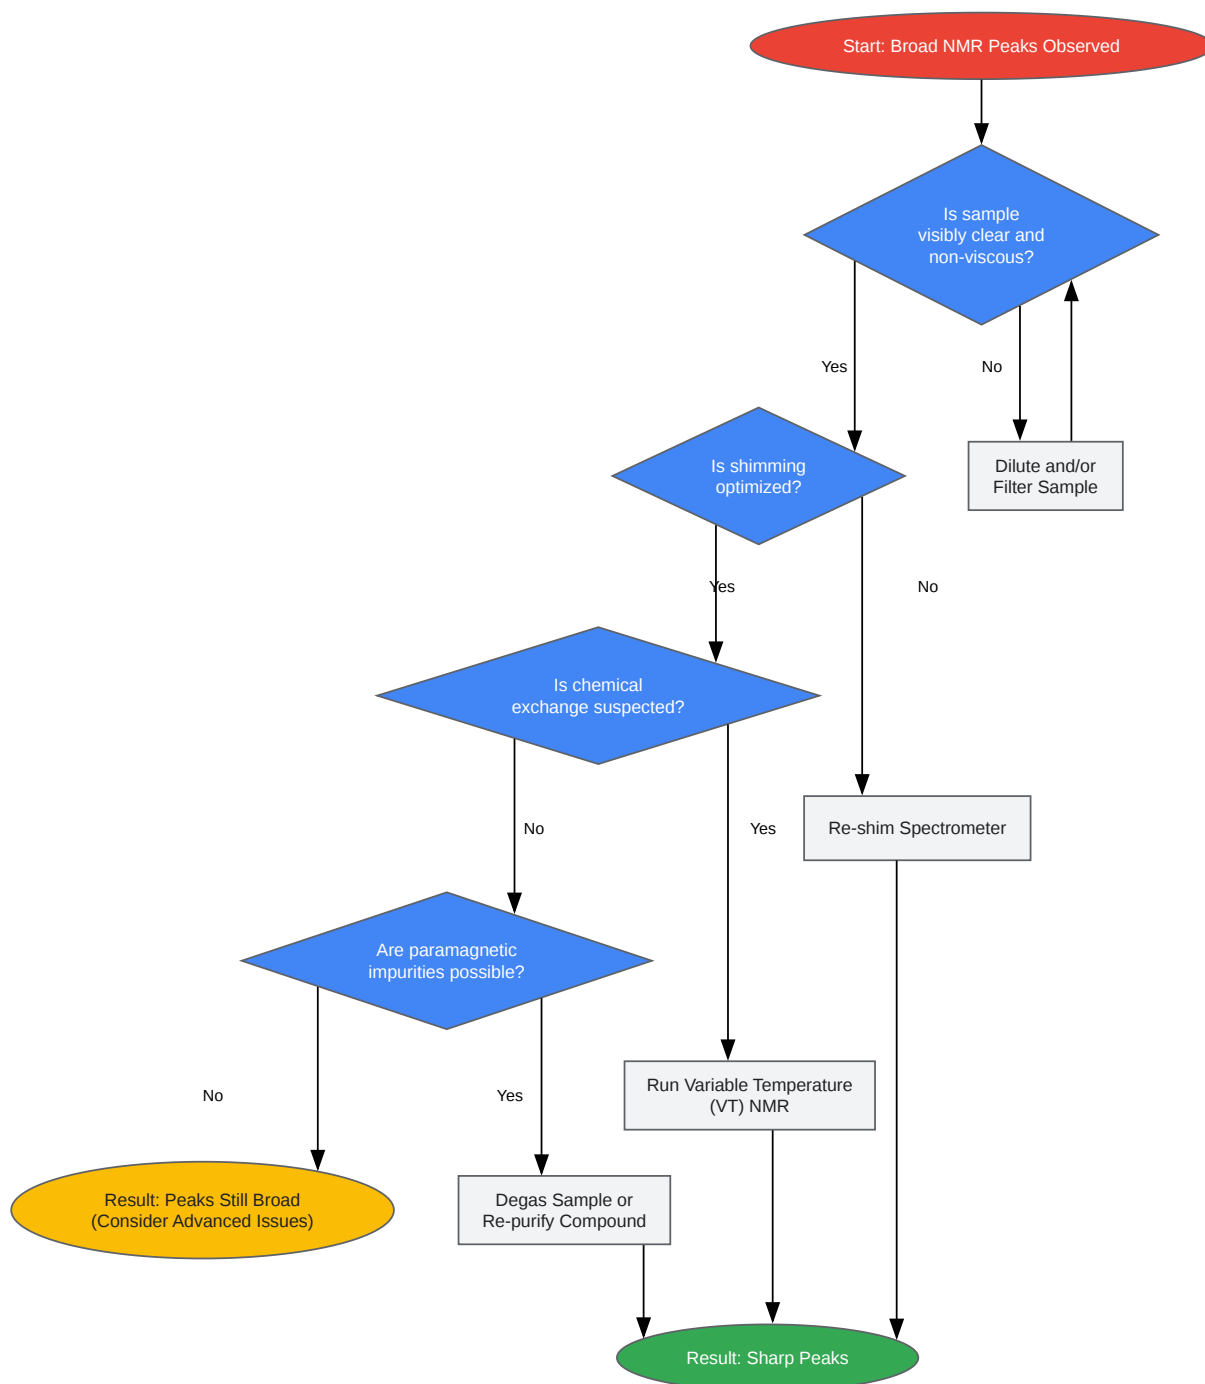 Start: Broad NMR Peaks Observed
Is sample
visibly clear and
non-viscous?
Yes
No
Is shimming
optimized?
Dilute and/or
Filter Sample
Yes
No
Is chemical
exchange suspected?
No
Yes
Re-shim Spectrometer
Are paramagnetic
impurities possible?
No
Yes
Run Variable Temperature
(VT) NMR
Result: Peaks Still Broad
(Consider Advanced Issues)
Degas Sample or
Re-purify Compound
Result: Sharp Peaks